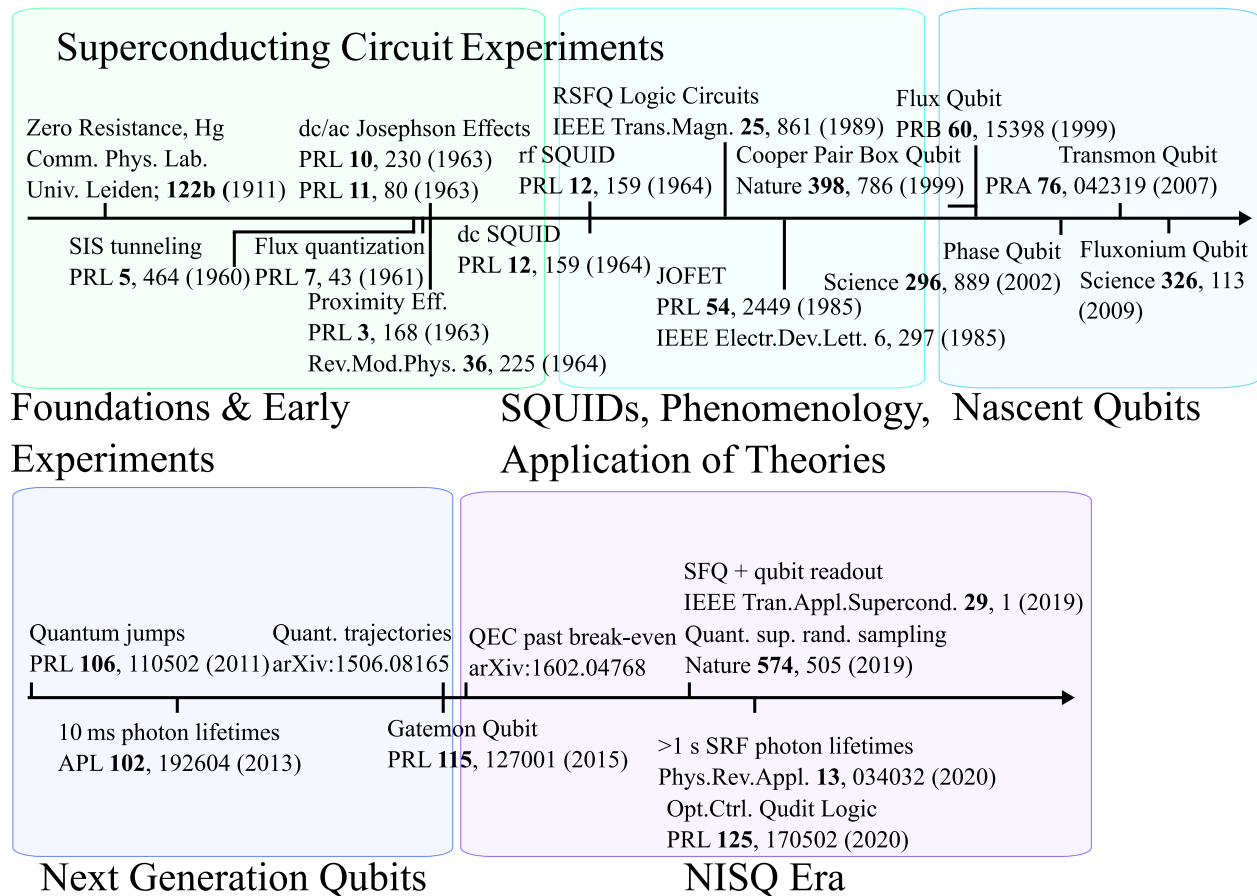 Superconducting Circuit Experiments
Zero Resistance, Hg
Comm. Phys. Lab.
Univ. Leiden; 122b (1911)
dc/ac Josephson Effects
PRL 10, 230 (1963)
PRL 11, 80 (1963)
rf SQUID
PRL 12, 159 (1964)
RSFQ Logic Circuits
IEEE Trans.Magn. 25, 861 (1989)
Cooper Pair Box Qubit
Nature 398, 786 (1999)
Flux Qubit
PRB 60, 15398 (1999)
Transmon Qubit
PRA 76, 042319 (2007)
SIS tunneling
PRL 5, 464 (1960)
Flux quantization
PRL 7, 43 (1961)
Proximity Eff.
PRL 3, 168 (1963)
Rev.Mod.Phys. 36, 225 (1964)
dc SQUID
PRL 12, 159 (1964)
JOFET
PRL 54, 2449 (1985)
IEEE Electr.Dev.Lett. 6, 297 (1985)
Phase Qubit
Science 296, 889 (2002)
Fluxonium Qubit
Science 326, 113
(2009)
Foundations & Early
Experiments
SQUIDs, Phenomenology,
Application of Theories
Nascent Qubits
Quantum jumps
PRL 106, 110502 (2011)
Quant. trajectories
arXiv:1506.08165
QEC past break-even
arXiv:1602.04768
SFQ + qubit readout
IEEE Tran.Appl.Supercond. 29, 1 (2019)
Quant. sup. rand. sampling
Nature 574, 505 (2019)
10 ms photon lifetimes
APL 102, 192604 (2013)
Gatemon Qubit
PRL 115, 127001 (2015)
>1 s SRF photon lifetimes
Phys.Rev.Appl. 13, 034032 (2020)
Opt.Ctrl. Qudit Logic
PRL 125, 170502 (2020)
Next Generation Qubits
NISQ Era